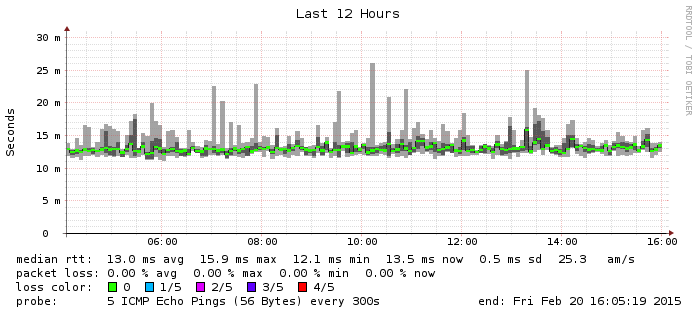 Last 12 Hours
RRDTOOL / TOBI OETIKER
Seconds
30 m
25 m
20 m
15 m
10 m
5 m
0
06:00 08:00 10:00 12:00 14:00 16:00
median rtt: 13.0 ms avg 15.9 ms max 12.1 ms min 13.5 ms now 0.5 ms sd 25.3 am/s
packet loss: 0.00 % avg 0.00 % max 0.00 % min 0.00 % now
loss color: 0 1/5 2/5 3/5 4/5
probe: 5 ICMP Echo Pings (56 Bytes) every 300s end: Fri Feb 20 16:05:19 2015